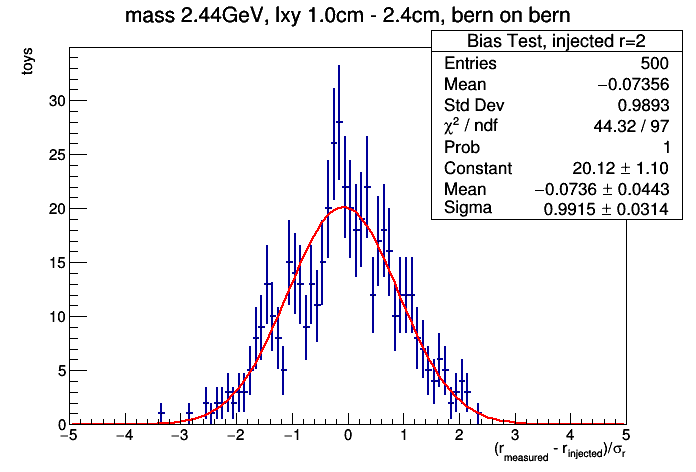 mass 2.44GeV, lxy 1.0cm - 2.4cm, bern on bern
toys
Bias Test, injected r=2
Entries 500
Mean −0.07356
Std Dev 0.9893
χ² / ndf 44.32 / 97
Prob 1
Constant 20.12 ± 1.10
Mean −0.0736 ± 0.0443
Sigma 0.9915 ± 0.0314
30
25
20
15
10
5
0
−5 −4 −3 −2 −1 0 1 2 3 4 5
(r_measured - r_injected)/σ_r